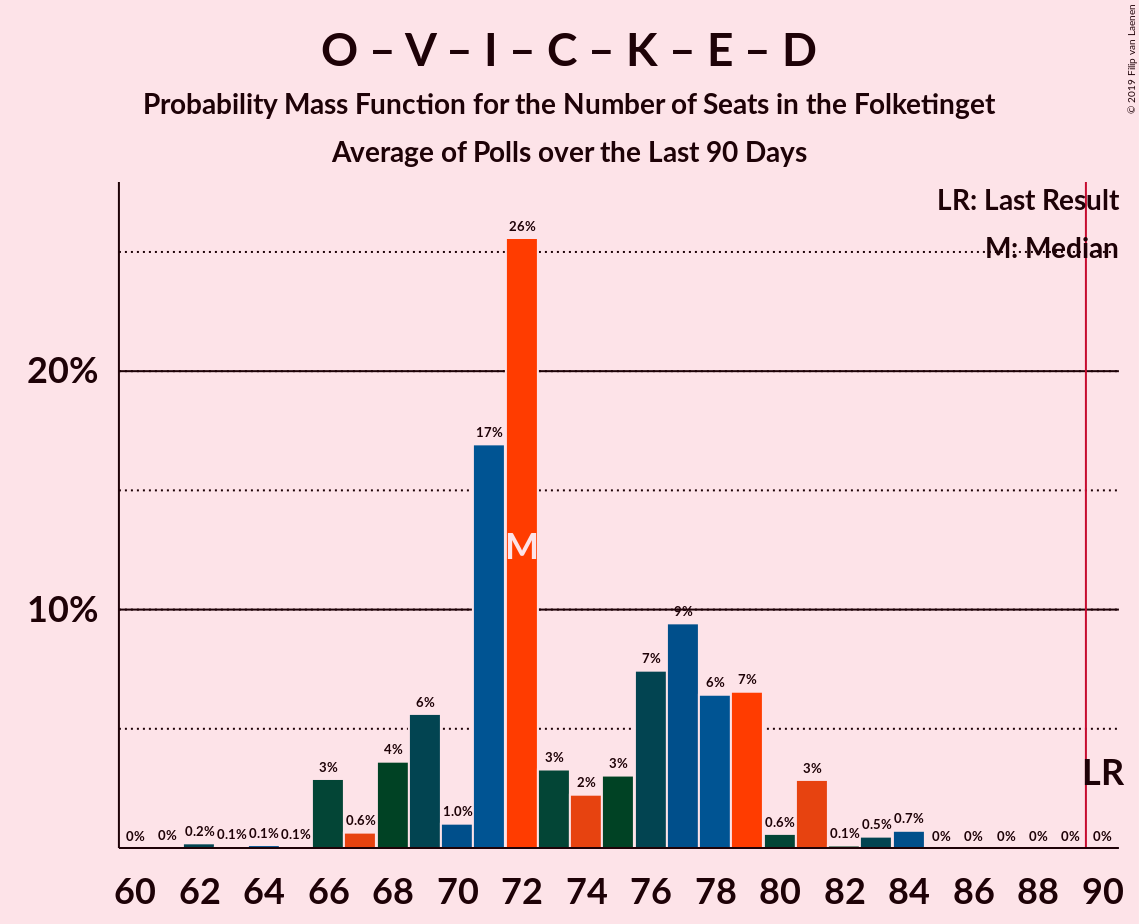 O – V – I – C – K – E – D
Probability Mass Function for the Number of Seats in the Folketinget
Average of Polls over the Last 90 Days
© 2019 Filip van Laenen
LR: Last Result
M: Median
20%
10%
0% 0% 0.2% 0.1% 0.1% 0.1% 3% 0.6% 4% 6% 1.0% 17% 26% 3% 2% 3% 7% 9% 6% 7% 0.6% 3% 0.1% 0.5% 0.7% 0% 0% 0% 0% 0% 0%
M
LR
60 62 64 66 68 70 72 74 76 78 80 82 84 86 88 90